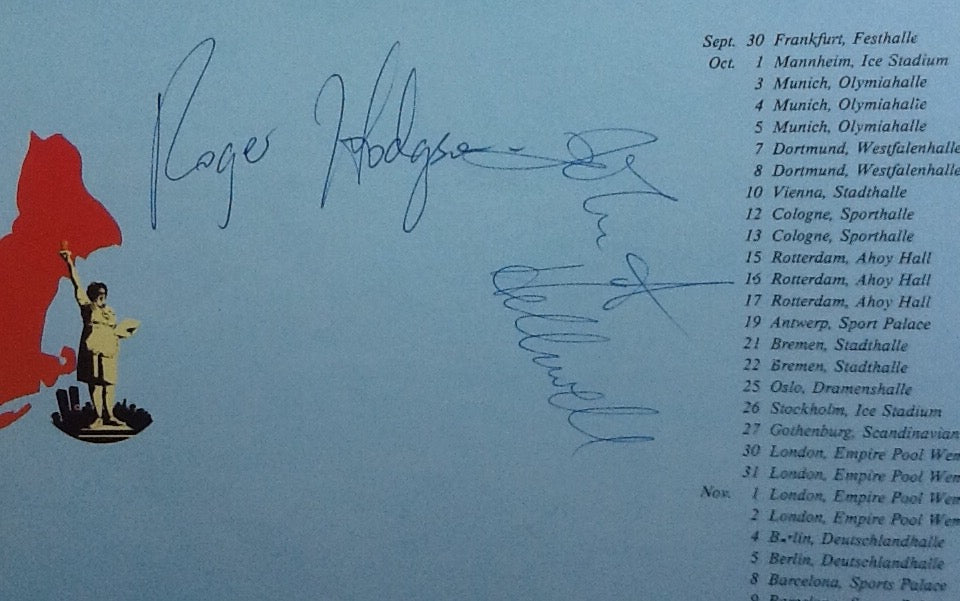 Roger Hodgson
John
Helliwell
Sept. 30 Frankfurt, Festhalle
Oct. 1 Mannheim, Ice Stadium
3 Munich, Olymiahalle
4 Munich, Olymiahalle
5 Munich, Olymiahalle
7 Dortmund, Westfalenhalle
8 Dortmund, Westfalenhalle
10 Vienna, Stadthalle
12 Cologne, Sporthalle
13 Cologne, Sporthalle
15 Rotterdam, Ahoy Hall
16 Rotterdam, Ahoy Hall
17 Rotterdam, Ahoy Hall
19 Antwerp, Sport Palace
21 Bremen, Stadthalle
22 Bremen, Stadthalle
25 Oslo, Dramenshalle
26 Stockholm, Ice Stadium
27 Gothenburg, Scandinavian
30 London, Empire Pool Wem
31 London, Empire Pool Wem
Nov. 1 London, Empire Pool Wem
2 London, Empire Pool Wem
4 Berlin, Deutschlandhalle
5 Berlin, Deutschlandhalle
8 Barcelona, Sports Palace